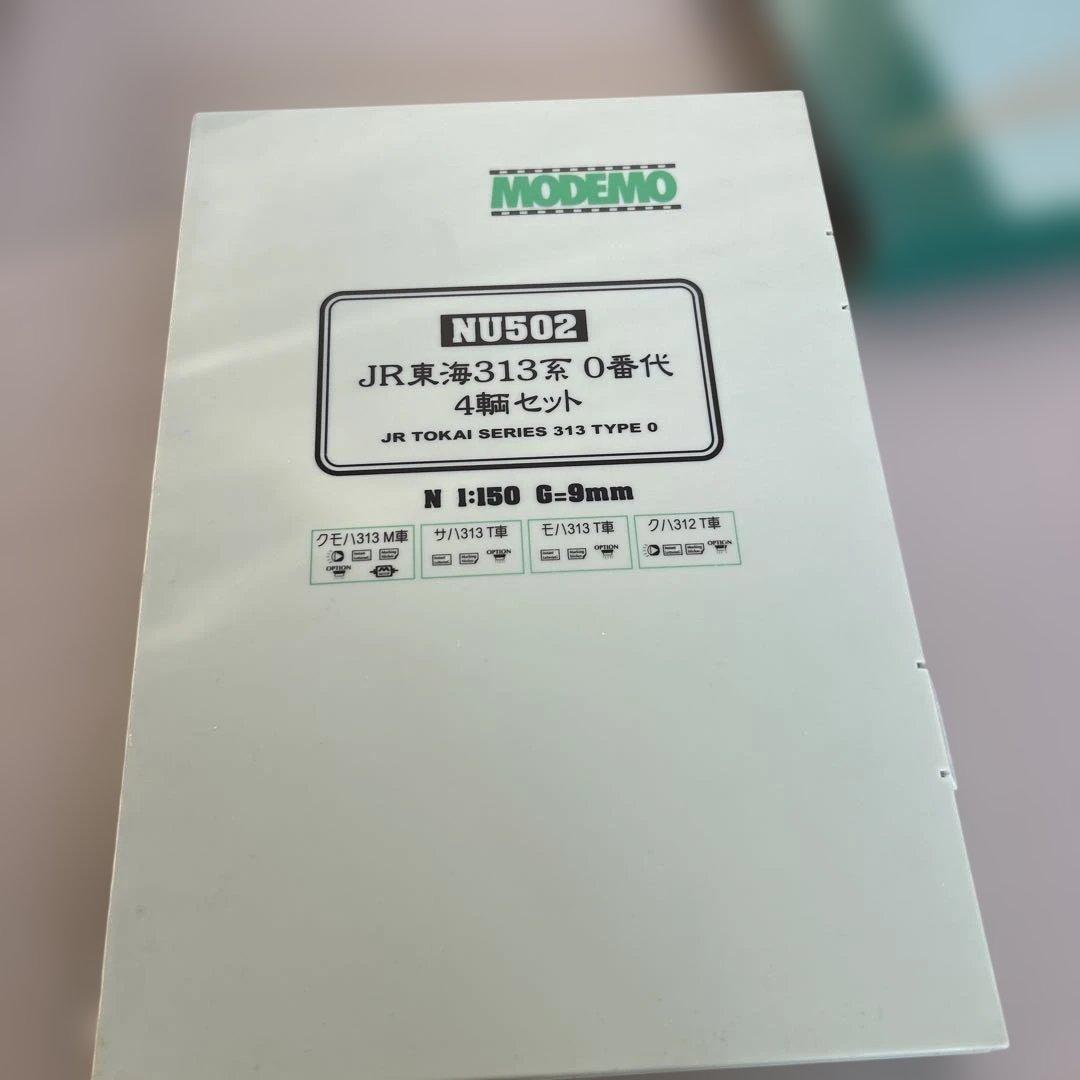 MODEMO
NU502
JR東海313系 0番代
4輌セット
JR TOKAI SERIES 313 TYPE 0
N 1:150 G=9mm
クモハ313 M車
サハ313 T車
モハ313 T車
クハ312 T車
OPTION
OPTION
OPTION
OPTION